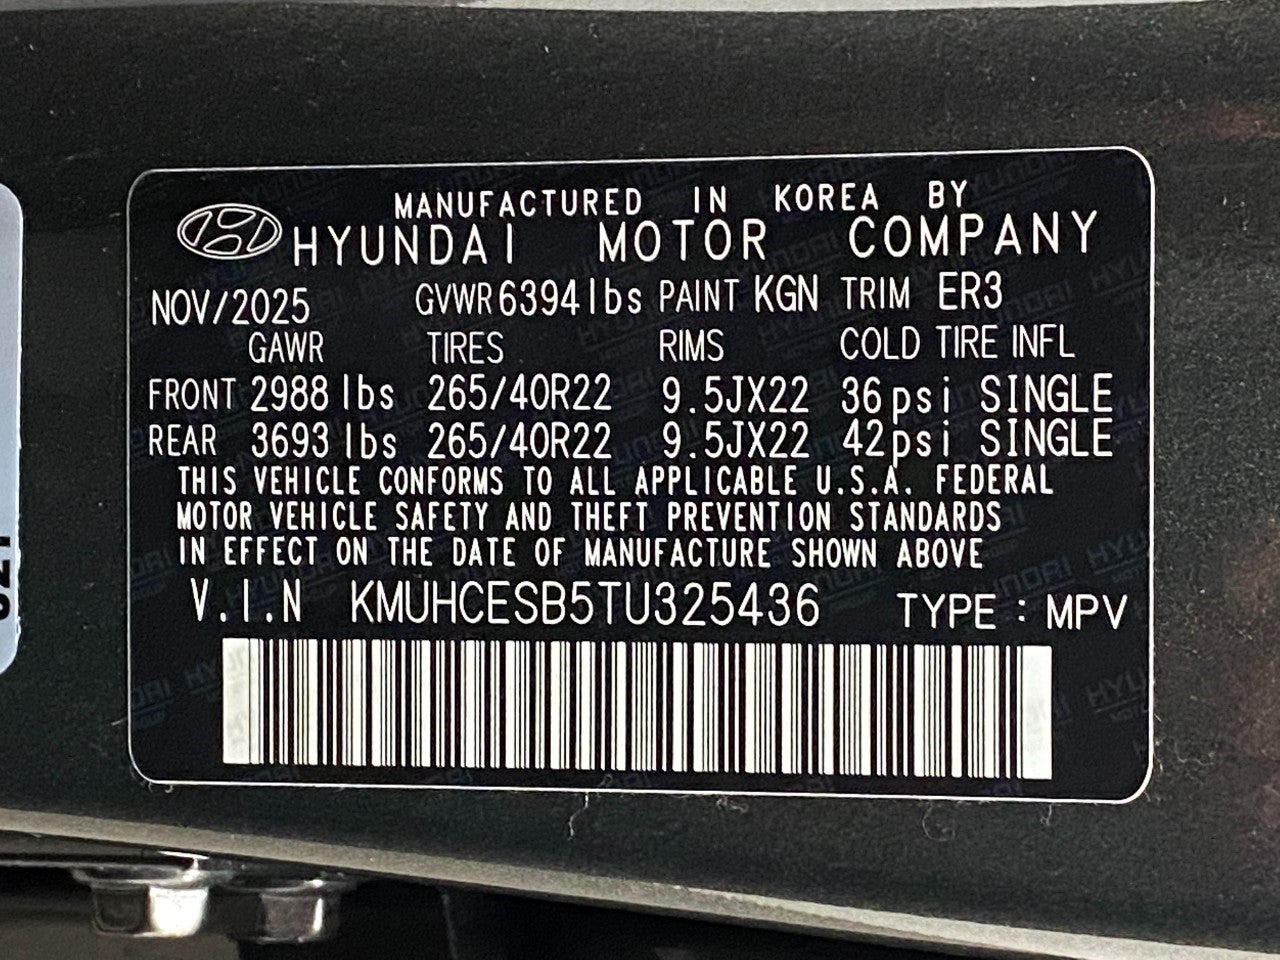 MANUFACTURED IN KOREA BY
HYUNDAI MOTOR COMPANY
NOV/2025 GVWR 6394lbs PAINT KGN TRIM ER3
GAWR TIRES RIMS COLD TIRE INFL
FRONT 2988 lbs 265/40R22 9.5JX22 36psi SINGLE
REAR 3693 lbs 265/40R22 9.5JX22 42psi SINGLE
THIS VEHICLE CONFORMS TO ALL APPLICABLE U.S.A. FEDERAL
MOTOR VEHICLE SAFETY AND THEFT PREVENTION STANDARDS
IN EFFECT ON THE DATE OF MANUFACTURE SHOWN ABOVE
V.I.N KMUHCESB5TU325436 TYPE : MPV